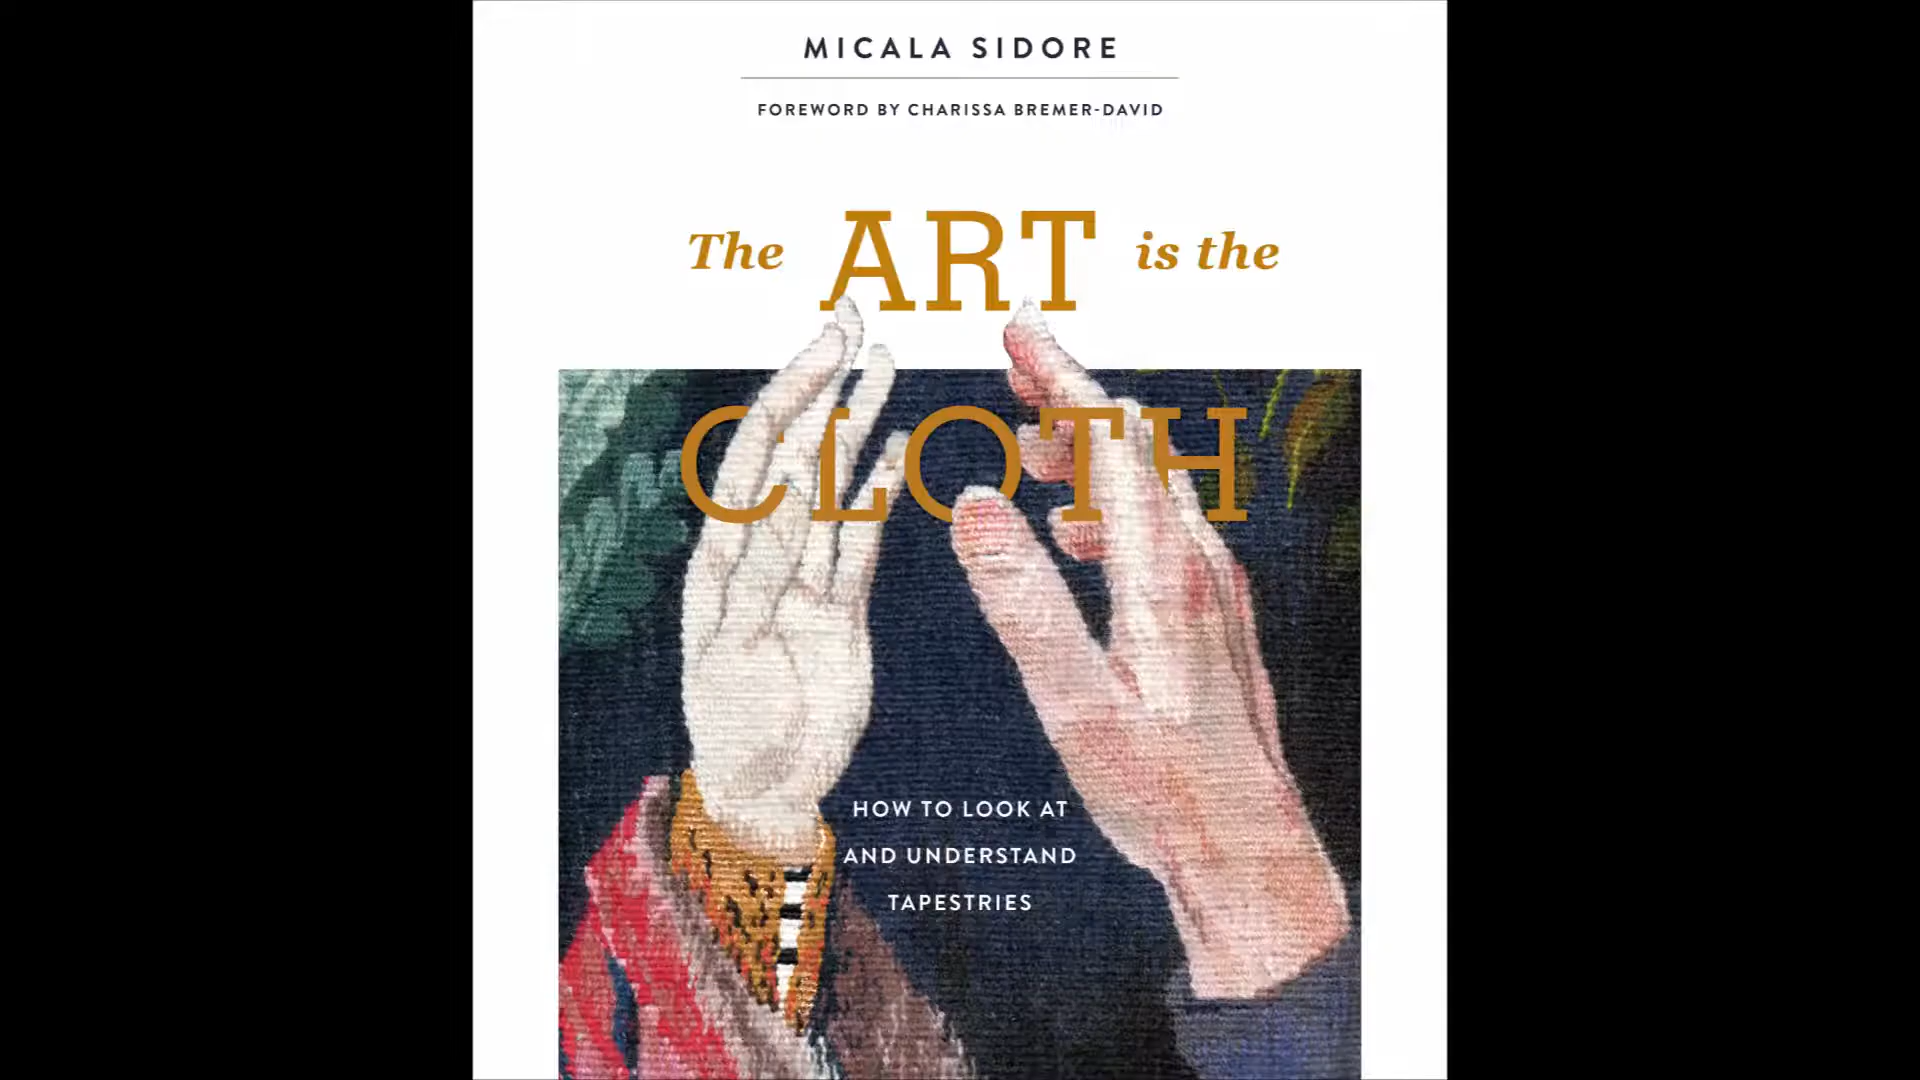 MICALA SIDORE
FOREWORD BY CHARISSA BREMER-DAVID
The ART is the
CLOTH
HOW TO LOOK AT
AND UNDERSTAND
TAPESTRIES